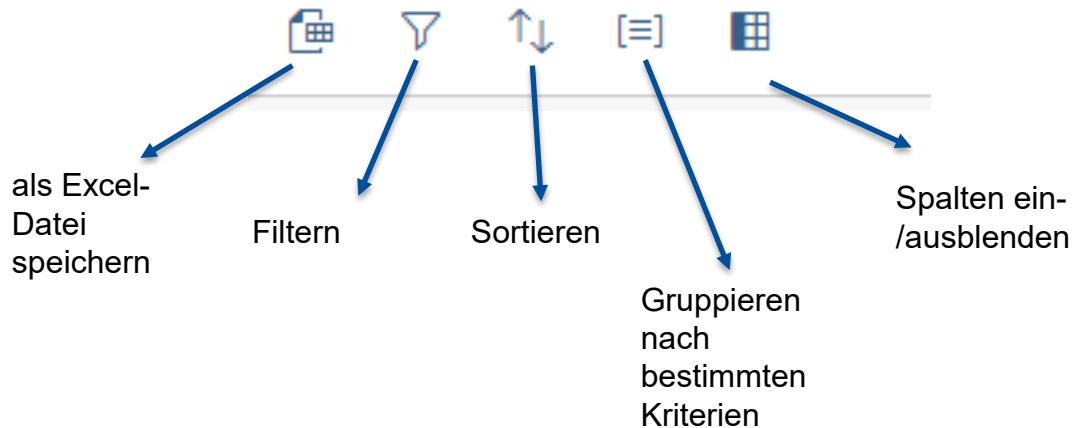 als Excel-
Datei
speichern
Filtern
Sortieren
Gruppieren
nach
bestimmten
Kriterien
Spalten ein-
/ausblenden